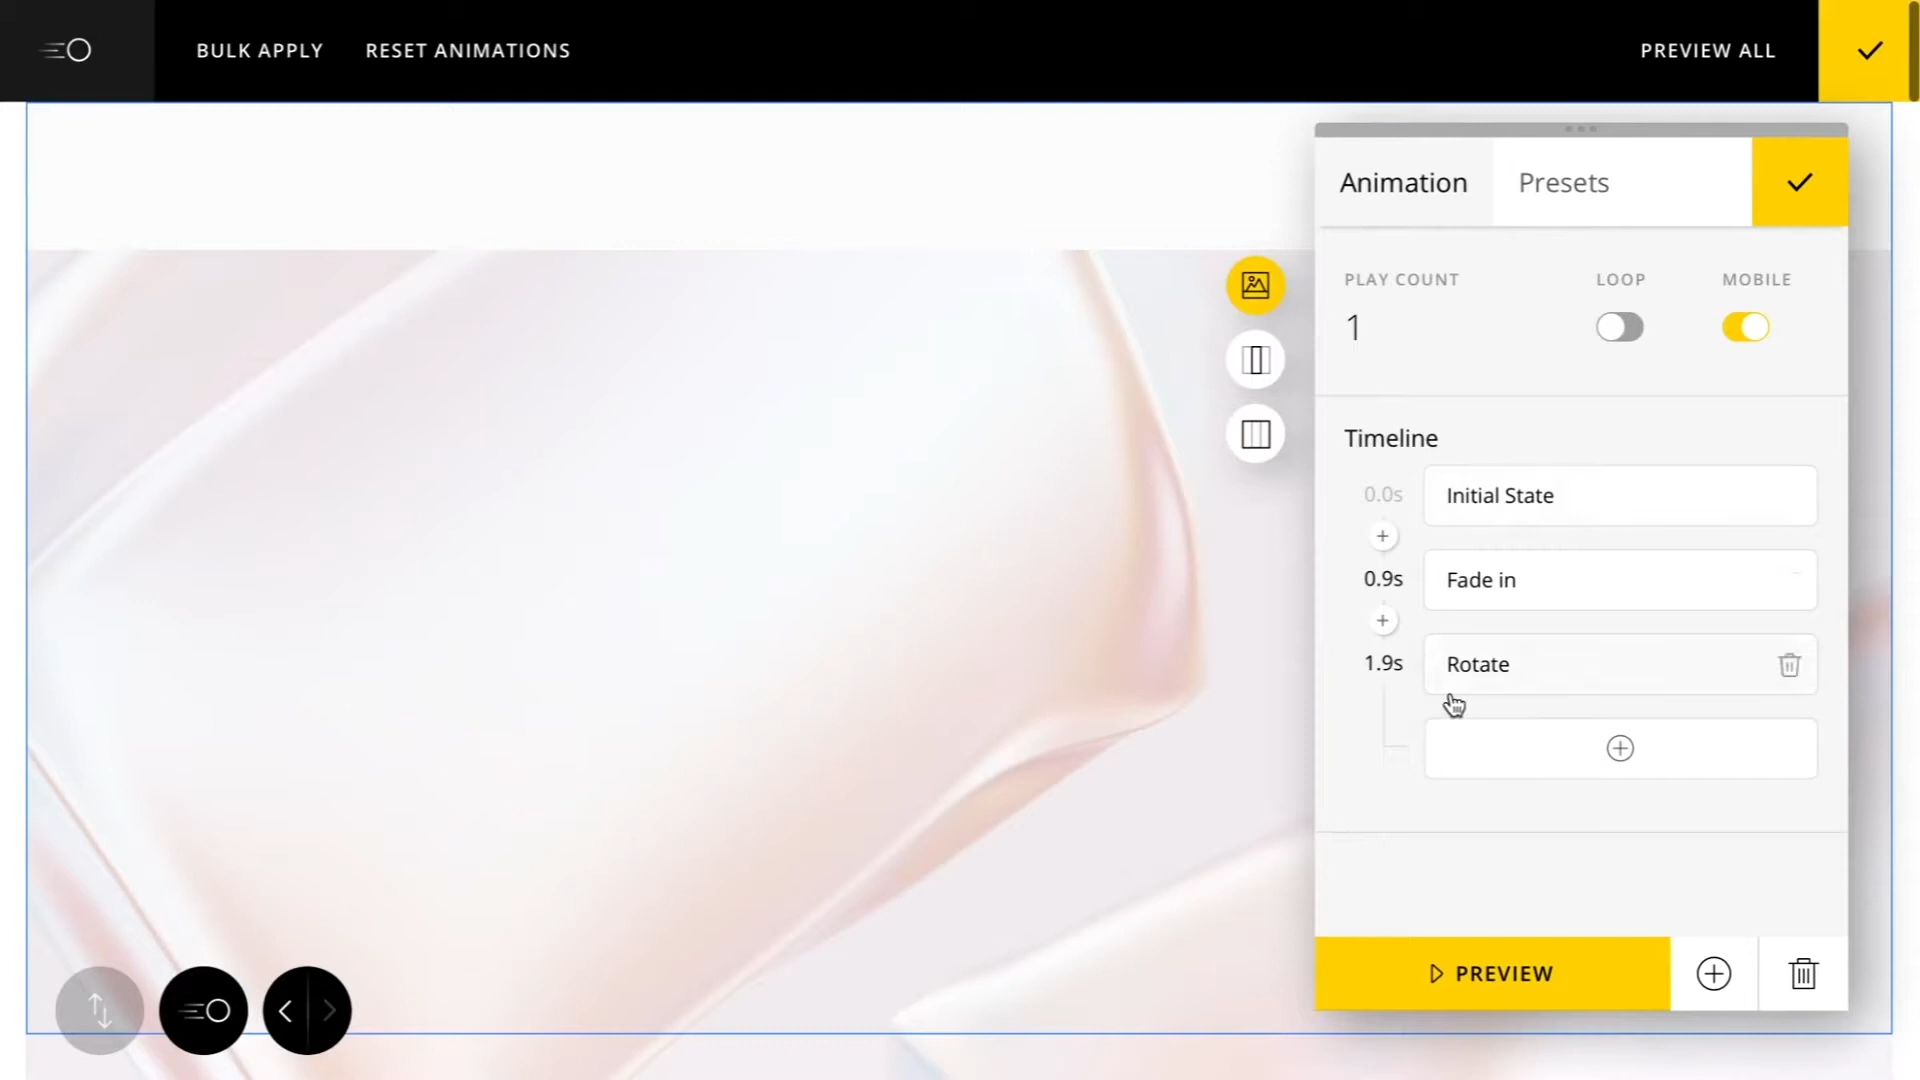 BULK APPLY
RESET ANIMATIONS
PREVIEW ALL
Animation
Presets
PLAY COUNT
LOOP
MOBILE
1
Timeline
0.0s
Initial State
0.9s
Fade in
1.9s
Rotate
PREVIEW